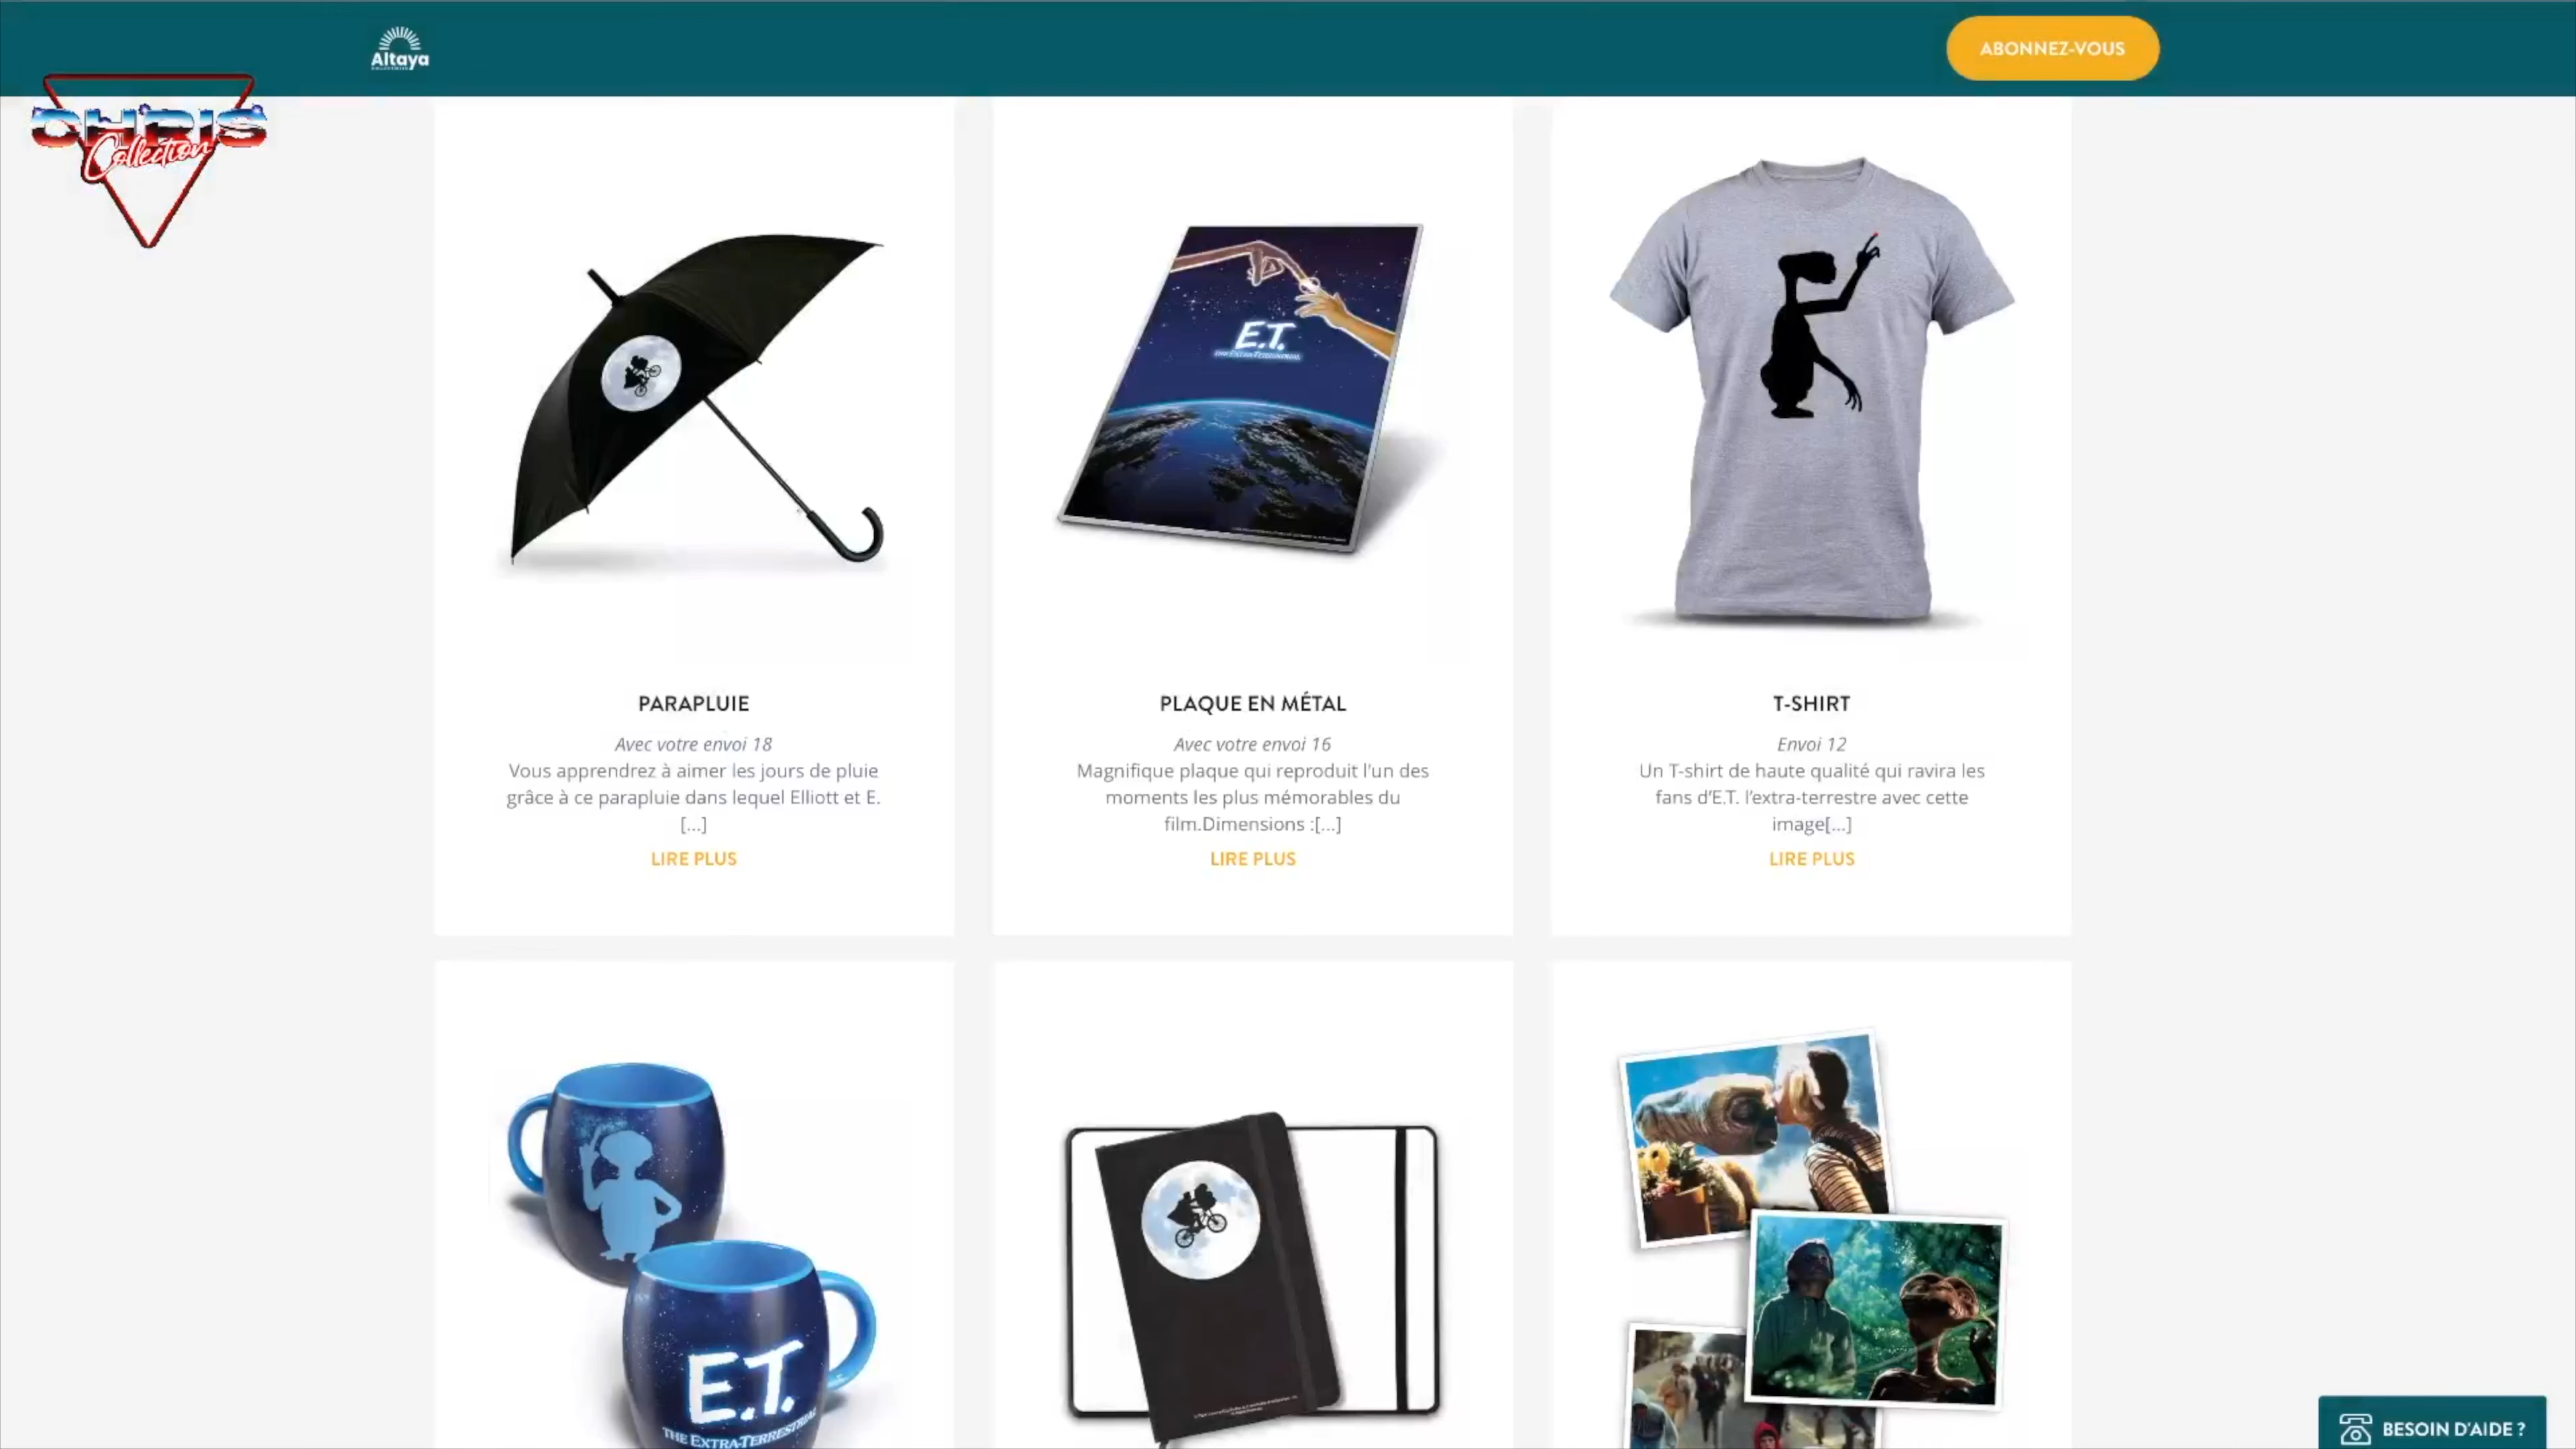 Altaya
ABONNEZ-VOUS
CHRIS
Collection
E.T.
THE EXTRA-TERRESTRIAL
PARAPLUIE
Avec votre envoi 18
Vous apprendrez à aimer les jours de pluie
grâce à ce parapluie dans lequel Elliott et E.
[...]
LIRE PLUS
PLAQUE EN MÉTAL
Avec votre envoi 16
Magnifique plaque qui reproduit l'un des
moments les plus mémorables du
film.Dimensions :[...]
LIRE PLUS
T-SHIRT
Envoi 12
Un T-shirt de haute qualité qui ravira les
fans d'E.T. l'extra-terrestre avec cette
image[...]
LIRE PLUS
E.T.
THE EXTRA-TERRESTRIAL
BESOIN D'AIDE ?